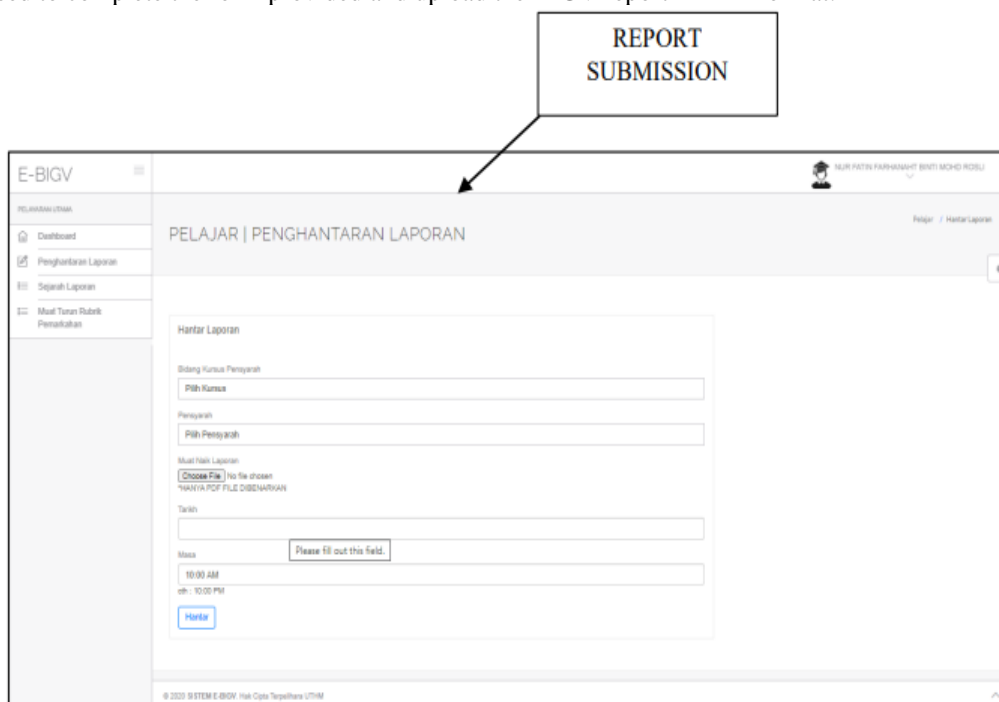 REPORT
SUBMISSION
E-BIGV
NUR FATIN FARHANAHT BINTI MOHD ROSLI
PELAYARAN UTAMA
Pelajar / Hantar Laporan
Dashboard
PELAJAR | PENGHANTARAN LAPORAN
Penghantaran Laporan
Sejarah Laporan
Muat Turun Rubrik
Pemarkahan
Hantar Laporan
Bidang Kursus Pensyarah
Pilih Kursus
Pensyarah
Pilih Pensyarah
Muat Naik Laporan
Choose File No file chosen
*HANYA PDF FILE DIBENARKAN
Tarikh
Please fill out this field.
Masa
10:00 AM
cth : 10:00 PM
Hantar
© 2020 SISTEM E-BIGV. Hak Cipta Terpelihara UTHM